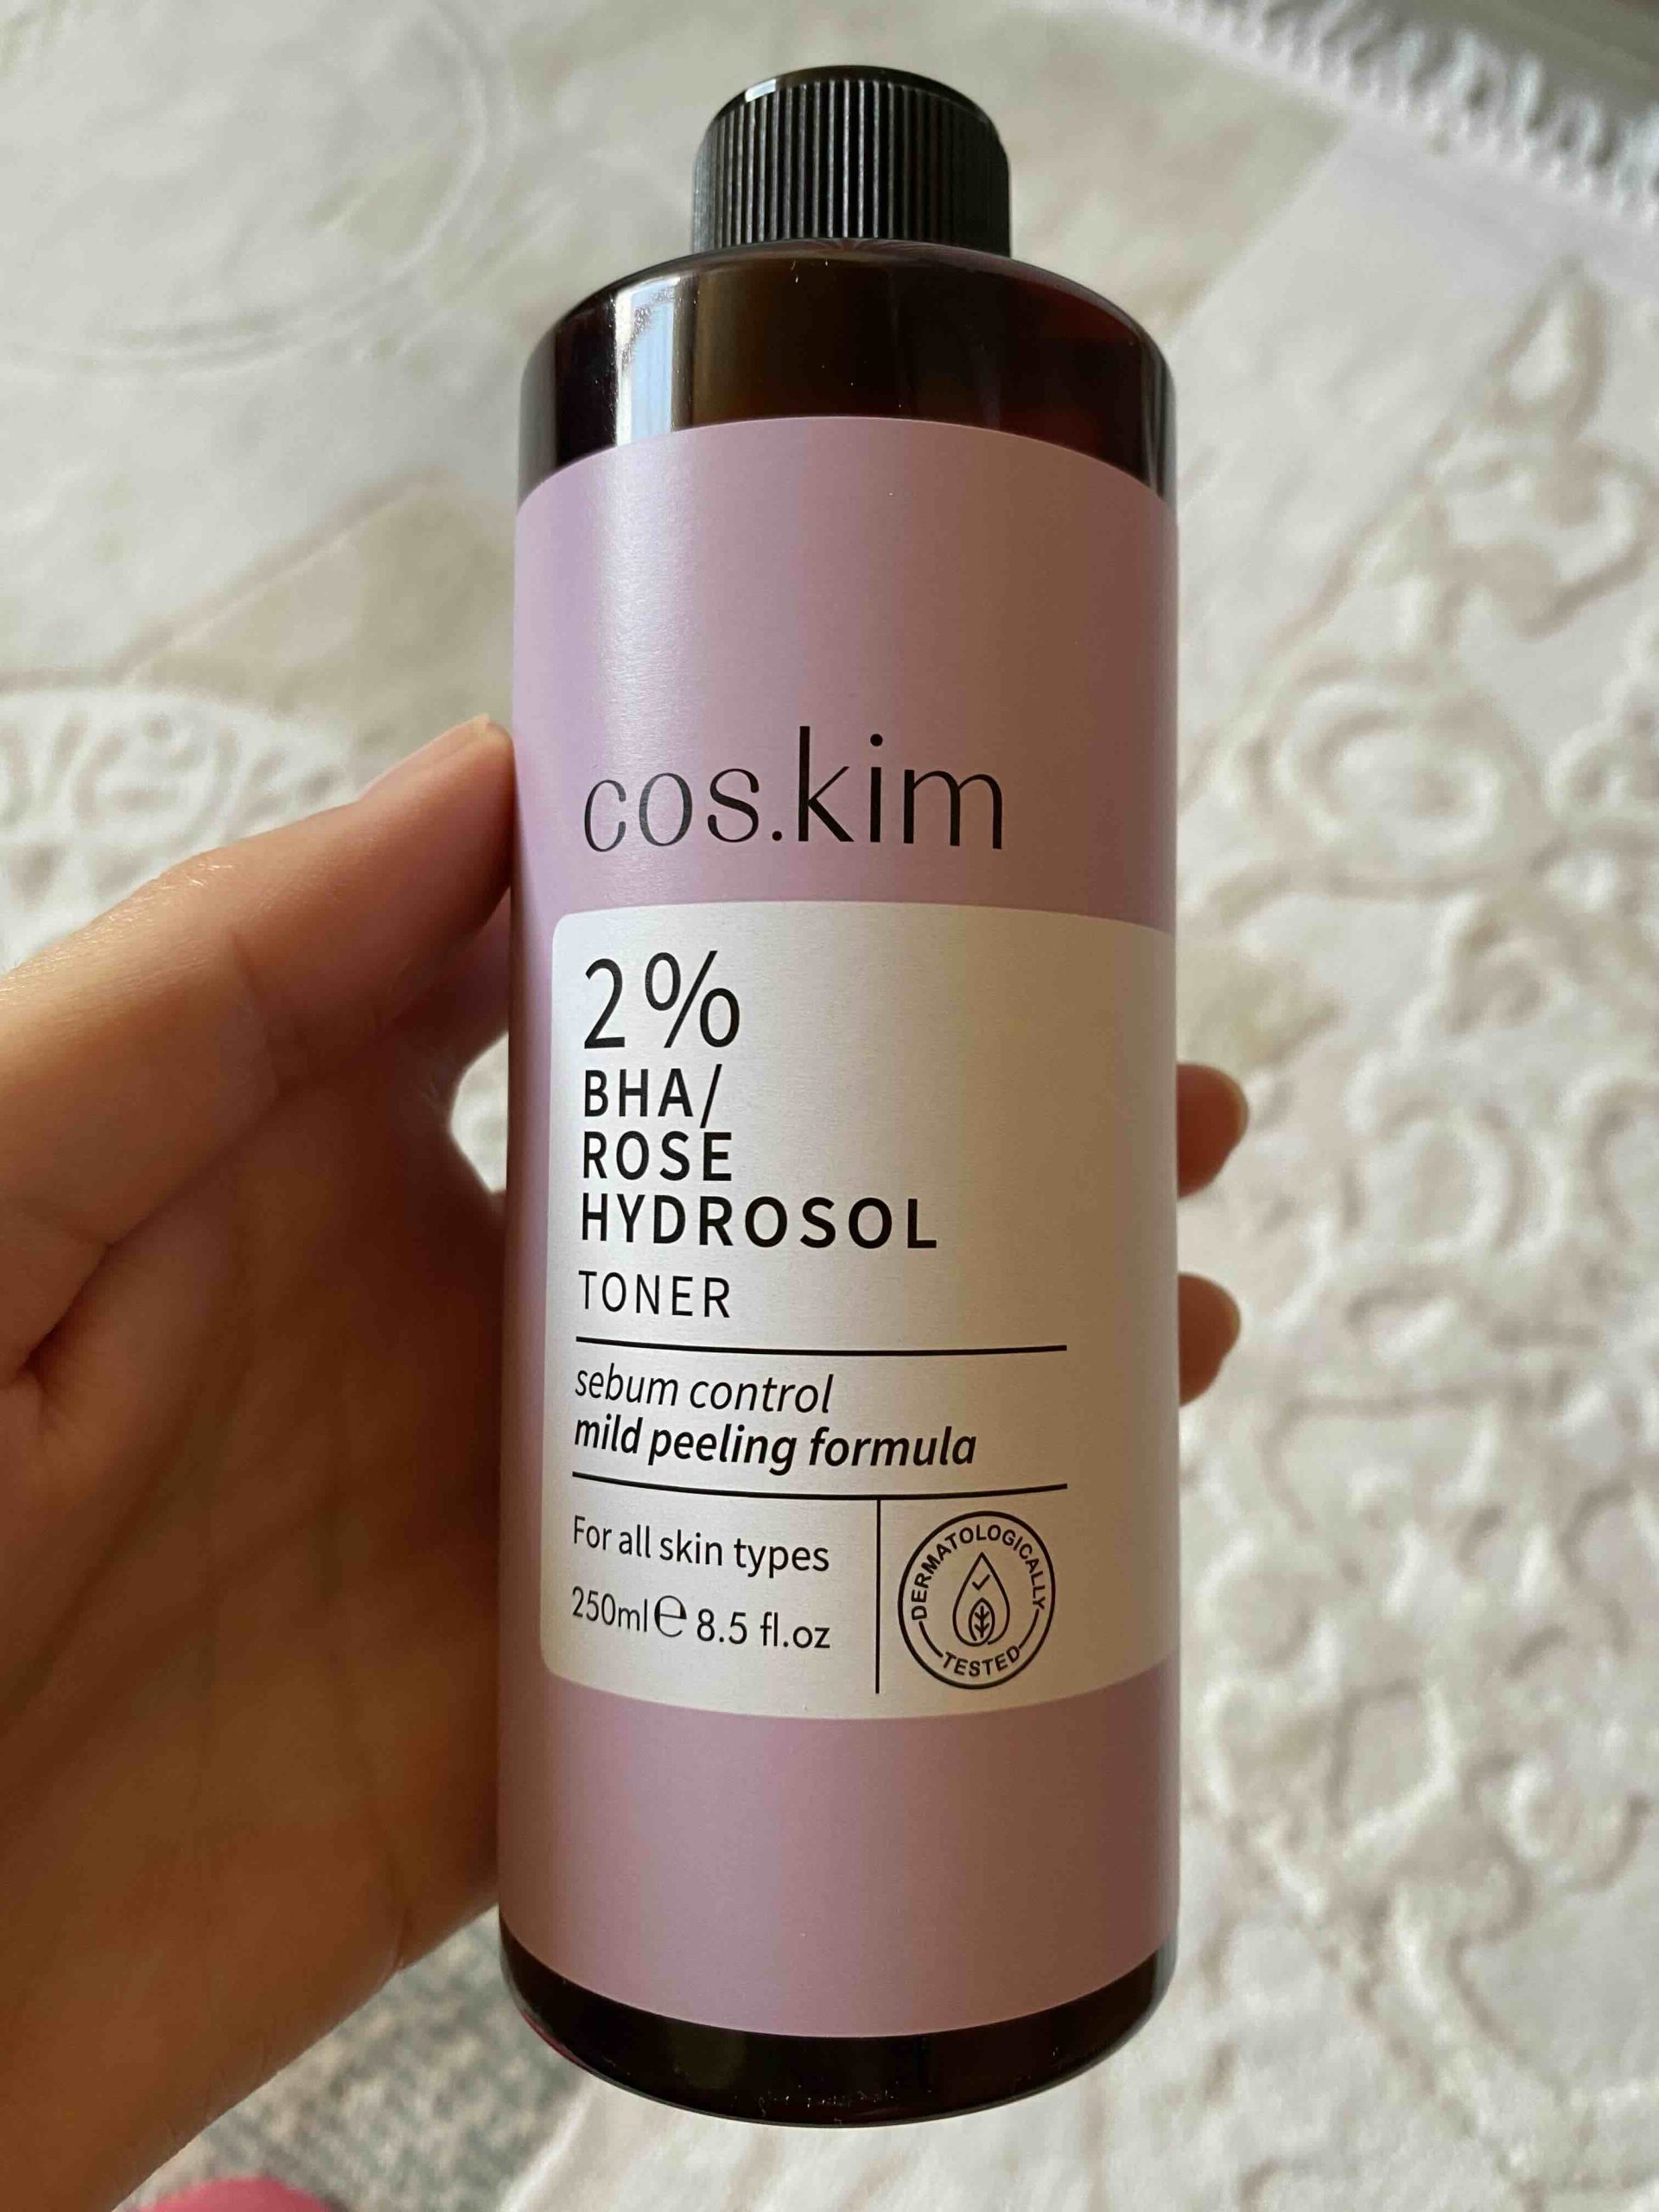 cos.kim
2%
BHA/
ROSE
HYDROSOL
TONER
sebum control
mild peeling formula
For all skin types
250ml℮ 8.5 fl.oz
DERMATOLOGICALLY
TESTED